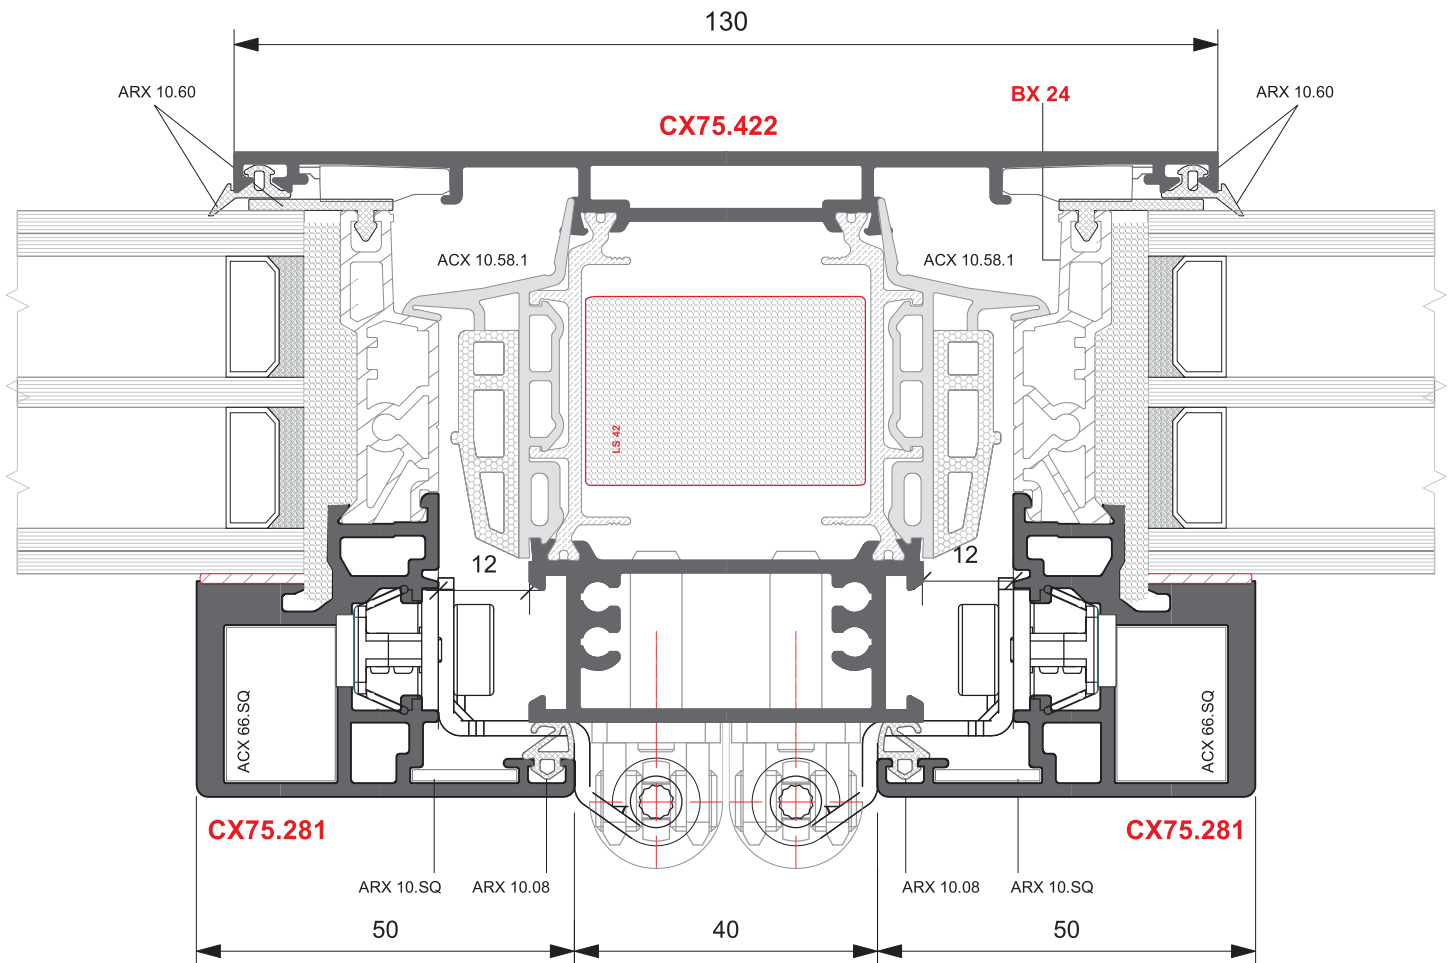 130
ARX 10.60
BX 24
ARX 10.60
CX75.422
ACX 10.58.1
ACX 10.58.1
LS 42
12
12
ACX 66.SQ
ACX 66.SQ
CX75.281
CX75.281
ARX 10.SQ
ARX 10.08
ARX 10.08
ARX 10.SQ
50
40
50